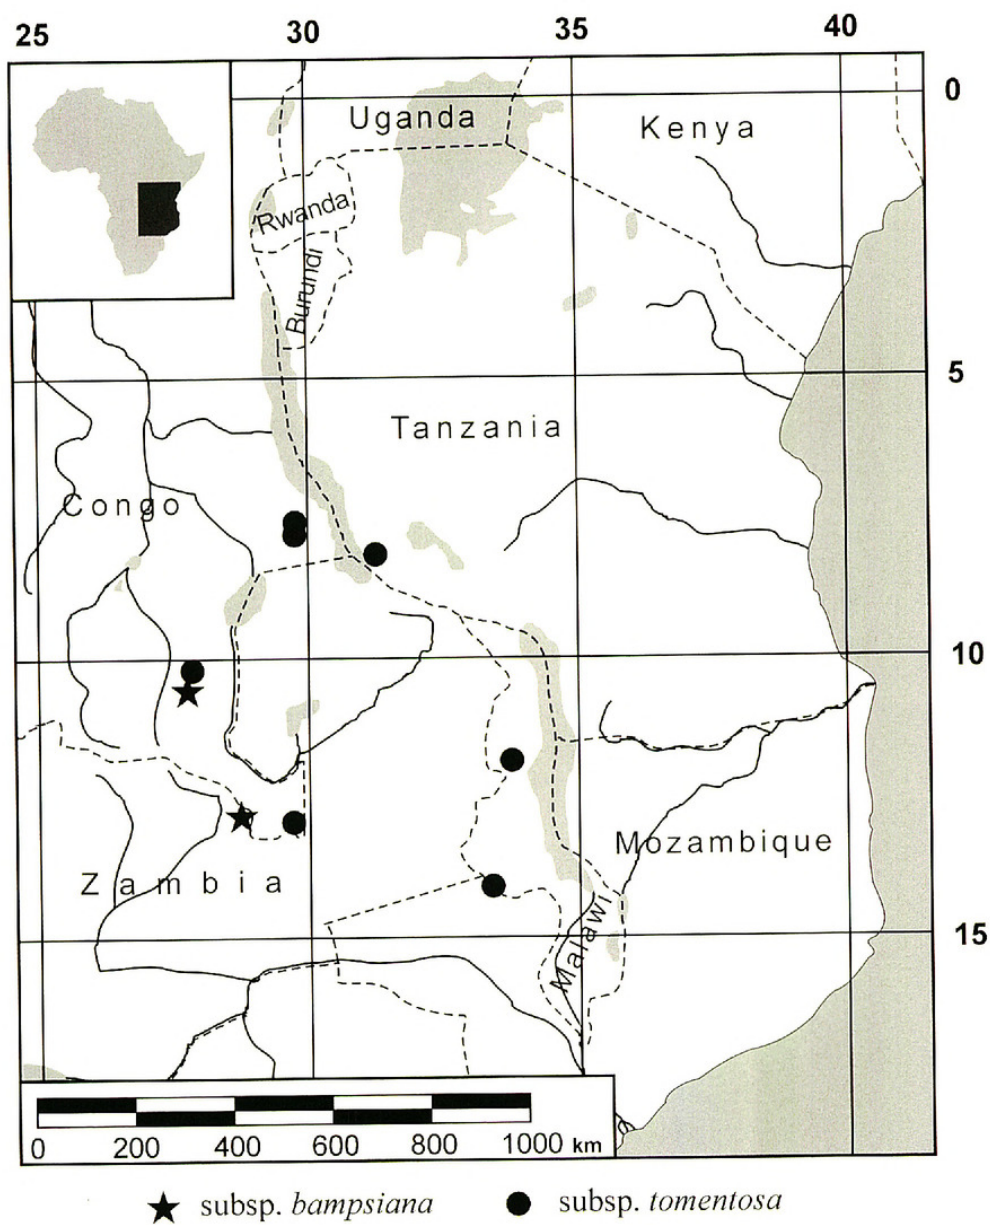 25 30 35 40
0
Uganda
Kenya
Rwanda
Burundi
5
Tanzania
Congo
10
Mozambique
Zambia
Malawi
15
0 200 400 600 800 1000 km
subsp. bampsiana subsp. tomentosa